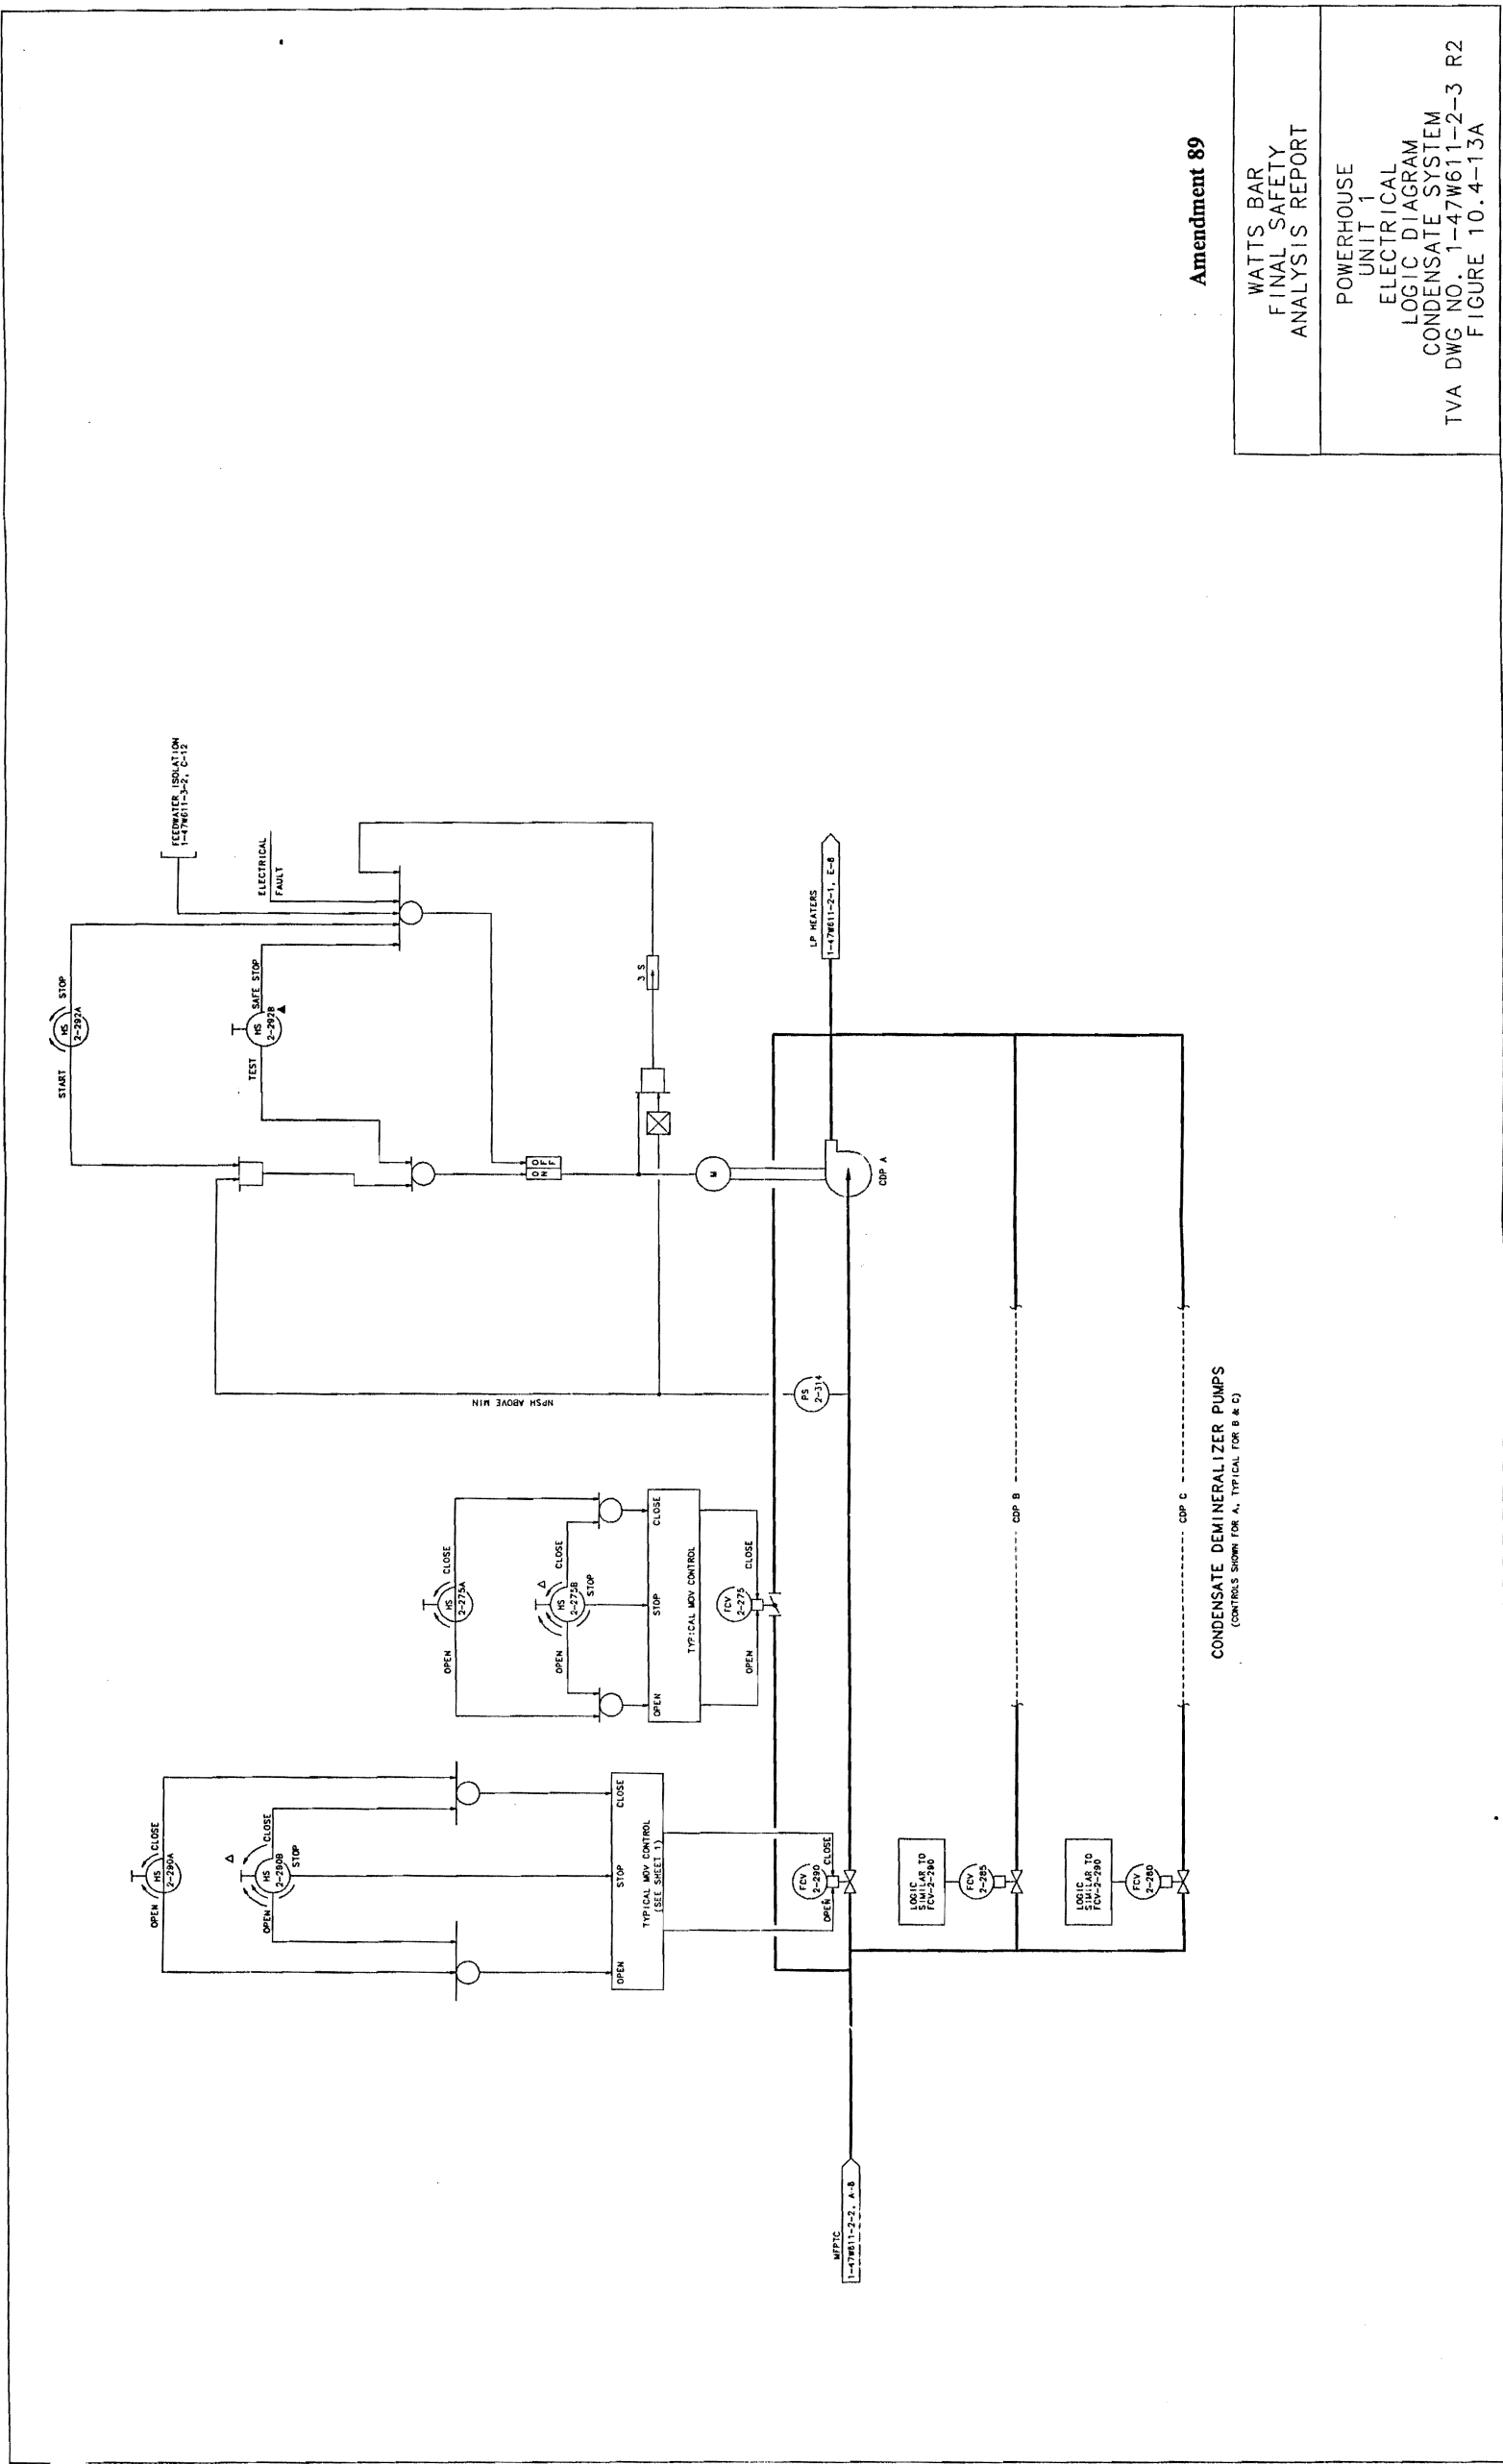 HS
2-290A
OPEN
CLOSE
HS
2-290B
OPEN
CLOSE
STOP
OPEN
STOP
CLOSE
TYPICAL MOV CONTROL
(SEE SHEET 1)
FCV
2-290
OPEN
CLOSE
HS
2-275A
OPEN
CLOSE
HS
2-275B
OPEN
CLOSE
STOP
OPEN
STOP
CLOSE
TYPICAL MOV CONTROL
FCV
2-275
OPEN
CLOSE
HS
2-292A
START
STOP
HS
2-292B
TEST
SAFE STOP
FEEDWATER ISOLATION
1-47W611-3-2, C-12
ELECTRICAL
FAULT
ON
OFF
3 S
NPSH ABOVE MIN
PS
2-314
M
CDP A
LP HEATERS
1-47W611-2-1, E-8
MFPTC
1-47W611-2-2, A-8
LOGIC
SIMILAR TO
FCV-2-290
FCV
2-285
CDP B
LOGIC
SIMILAR TO
FCV-2-290
FCV
2-280
CDP C
CONDENSATE DEMINERALIZER PUMPS
(CONTROLS SHOWN FOR A, TYPICAL FOR B & C)
Amendment 89
WATTS BAR
FINAL SAFETY
ANALYSIS REPORT
POWERHOUSE
UNIT 1
ELECTRICAL
LOGIC DIAGRAM
CONDENSATE SYSTEM
TVA DWG NO. 1-47W611-2-3 R2
FIGURE 10.4-13A